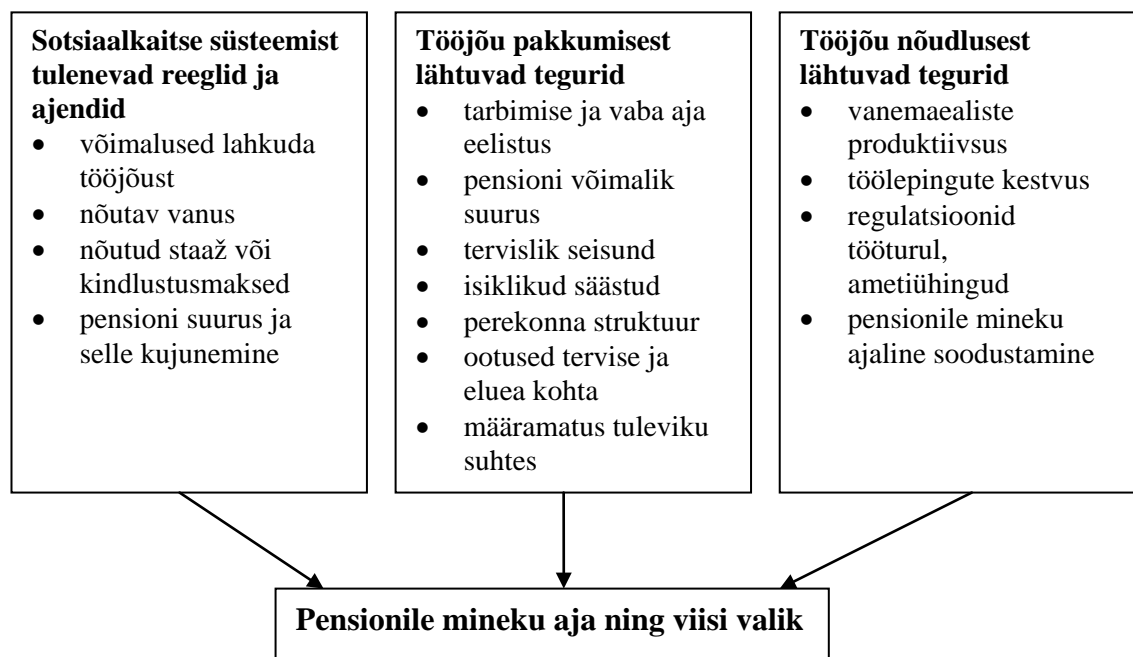 Sotsiaalkaitse süsteemist
tulenevad reeglid ja
ajendid
• võimalused lahkuda
tööjõust
• nõutav vanus
• nõutud staaž või
kindlustusmaksed
• pensioni suurus ja
selle kujunemine
Tööjõu pakkumisest
lähtuvad tegurid
• tarbimise ja vaba aja
eelistus
• pensioni võimalik
suurus
• tervislik seisund
• isiklikud säästud
• perekonna struktuur
• ootused tervise ja
eluea kohta
• määramatus tuleviku
suhtes
Tööjõu nõudlusest
lähtuvad tegurid
• vanemaealiste
produktiivsus
• töölepingute kestvus
• regulatsioonid
tööturul,
ametiühingud
• pensionile mineku
ajaline soodustamine
Pensionile mineku aja ning viisi valik